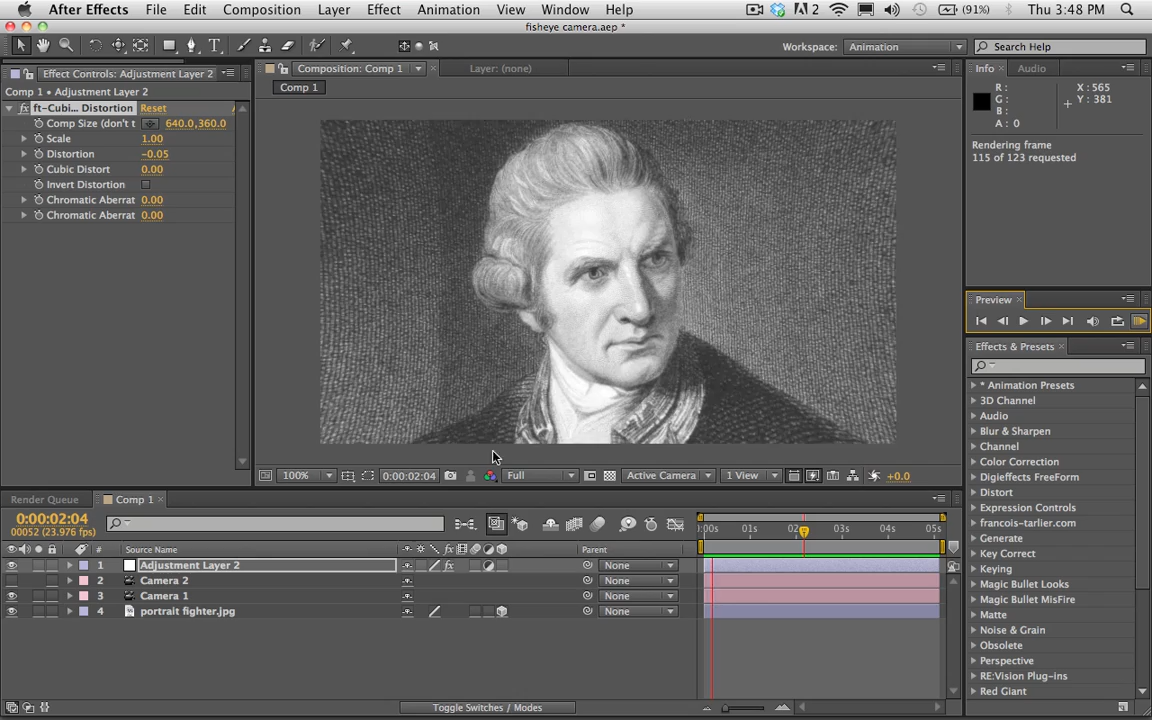 After Effects File Edit Composition Layer Effect Animation View Window Help 2 (91%) Thu 3:48 PM
fisheye camera.aep *
Workspace: Animation Search Help
Effect Controls: Adjustment Layer 2 Composition: Comp 1 Layer: (none) Info Audio
Comp 1 • Adjustment Layer 2 Comp 1
fx ft-Cubi... Distortion Reset
Comp Size (don't t 640.0,360.0
Scale 1.00
Distortion -0.05
Cubic Distort 0.00
Invert Distortion
Chromatic Aberrat 0.00
Chromatic Aberrat 0.00
R: X : 565
G: Y : 381
B:
A : 0
Rendering frame
115 of 123 requested
Preview
Effects & Presets
* Animation Presets
3D Channel
Audio
Blur & Sharpen
Channel
Color Correction
Digieffects FreeForm
Distort
Expression Controls
francois-tarlier.com
Generate
Key Correct
Keying
Magic Bullet Looks
Magic Bullet MisFire
Matte
Noise & Grain
Obsolete
Perspective
RE:Vision Plug-ins
Red Giant
100% 0:00:02:04 Full Active Camera 1 View +0.0
Render Queue Comp 1
0:00:02:04
00052 (23.976 fps)
):00s 01s 02 03s 04s 05s
# Source Name fx Parent
1 Adjustment Layer 2 fx None
2 Camera 2 None
3 Camera 1 None
4 portrait fighter.jpg None
Toggle Switches / Modes